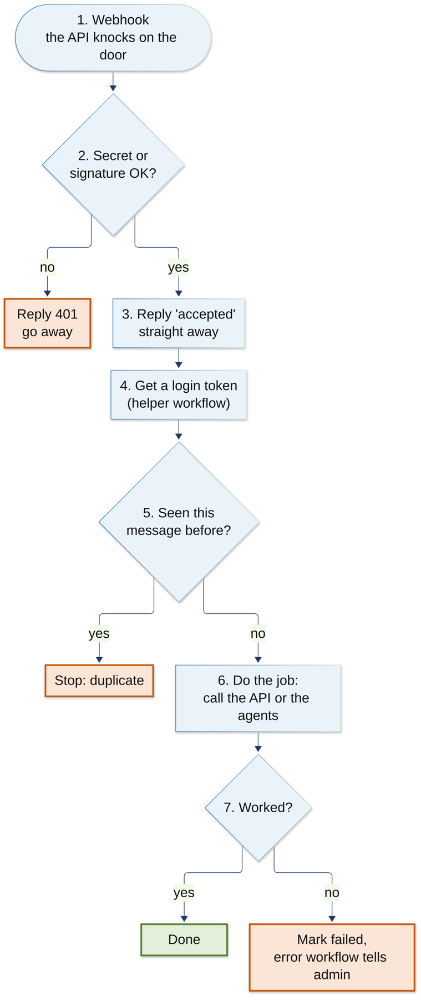 1. Webhook
the API knocks on the
door
2. Secret or
signature OK?
no
yes
Reply 401
go away
3. Reply 'accepted'
straight away
4. Get a login token
(helper workflow)
5. Seen this
message before?
yes
no
Stop: duplicate
6. Do the job:
call the API or the
agents
7. Worked?
yes
no
Done
Mark failed,
error workflow tells
admin